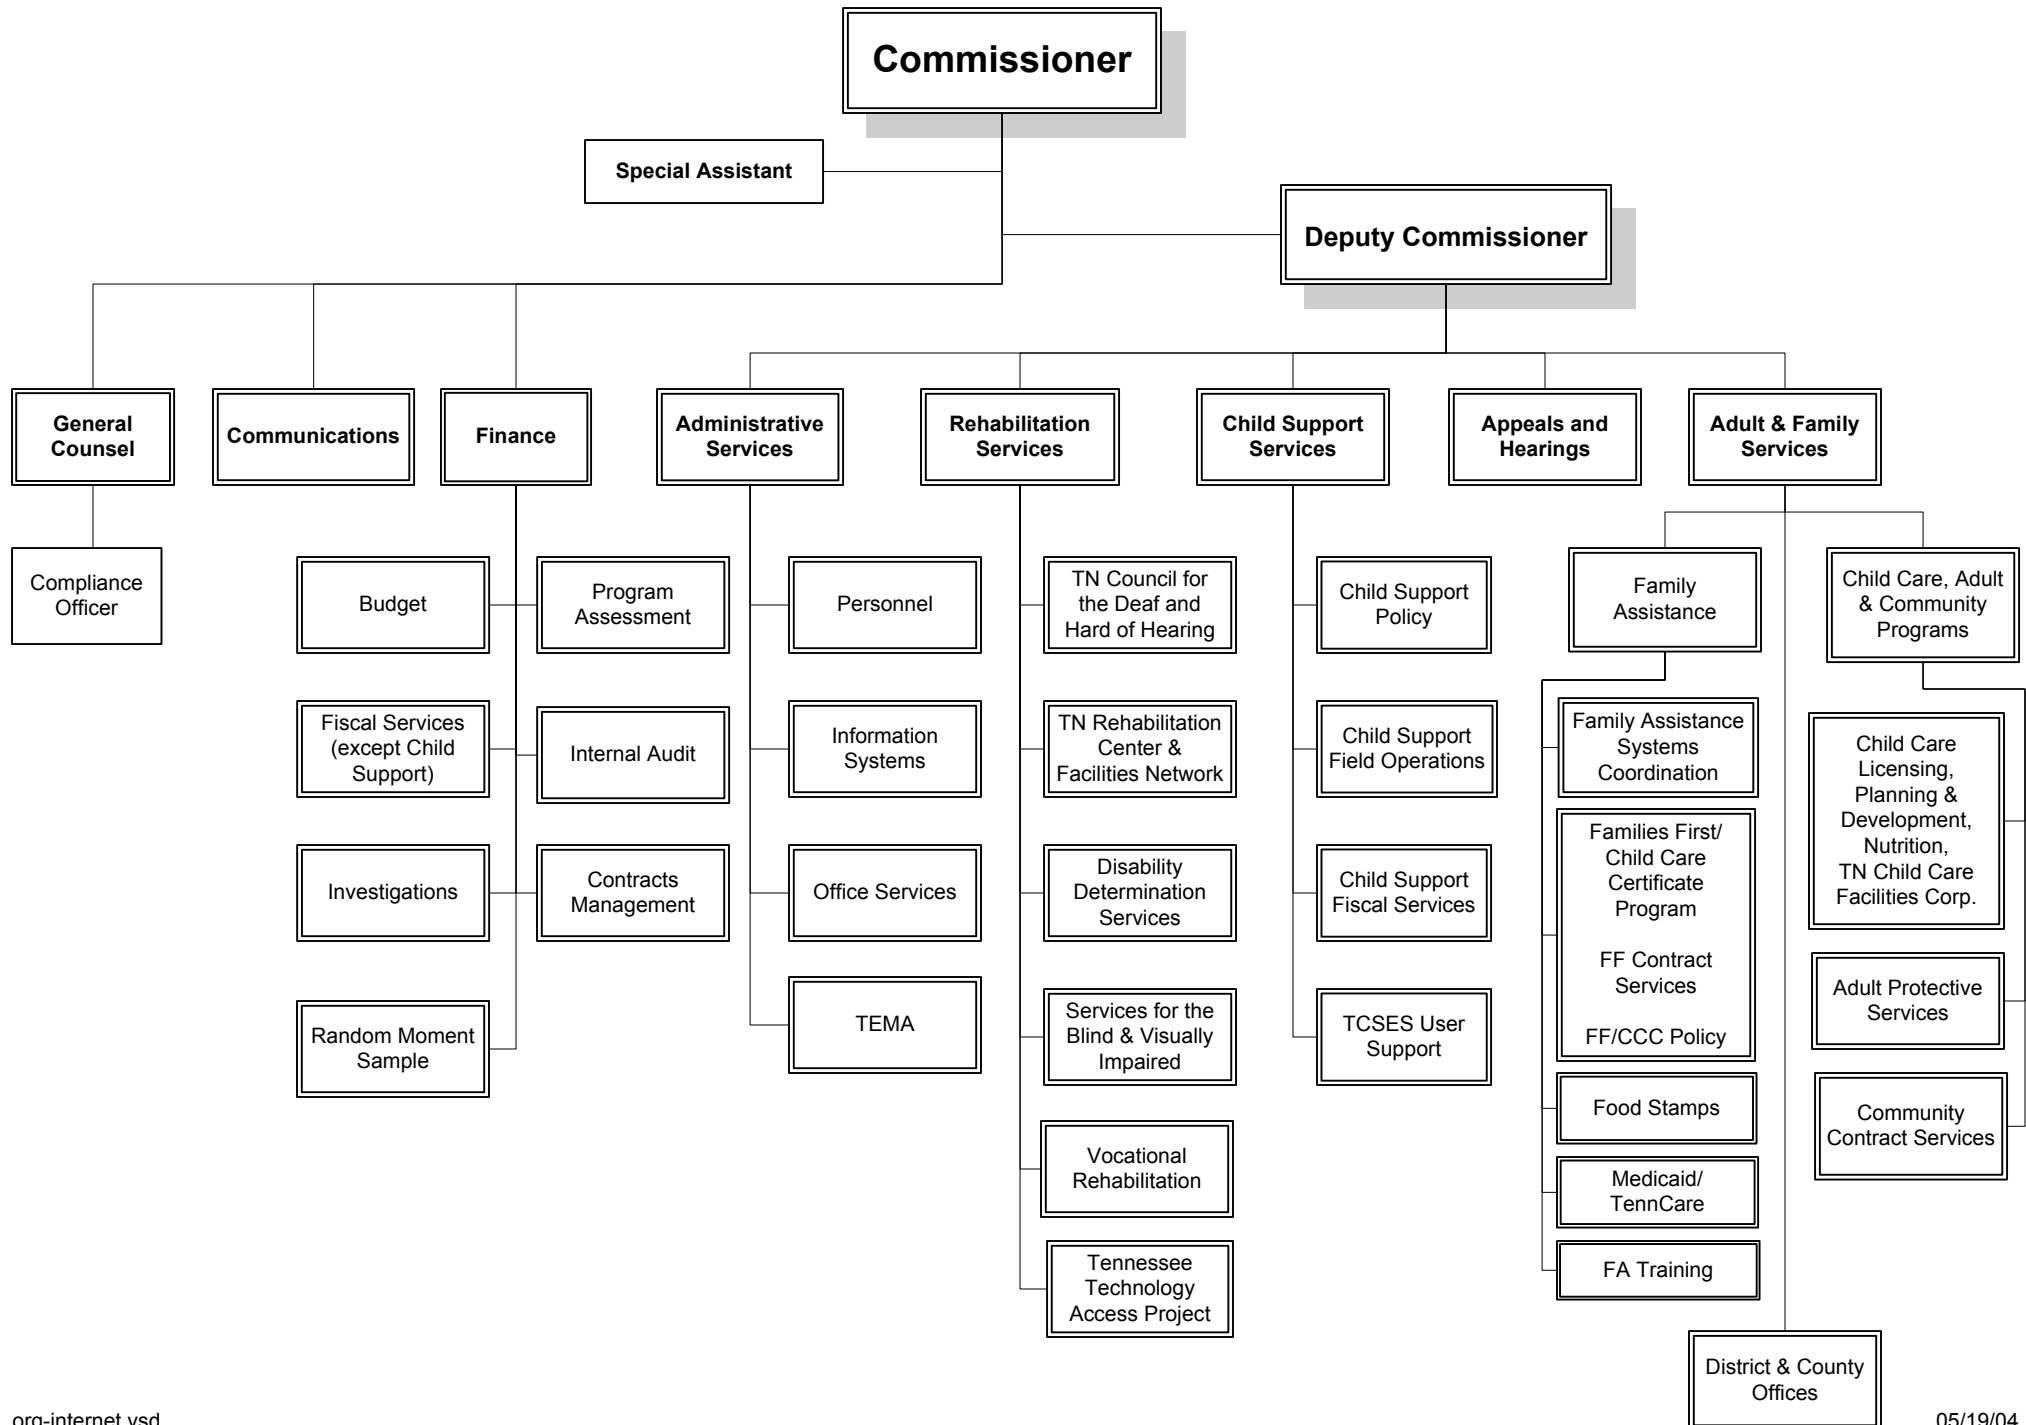 Commissioner
Special Assistant
Deputy Commissioner
General
Counsel
Communications
Finance
Administrative
Services
Rehabilitation
Services
Child Support
Services
Appeals and
Hearings
Adult & Family
Services
Compliance
Officer
Budget
Program
Assessment
Fiscal Services
(except Child
Support)
Internal Audit
Investigations
Contracts
Management
Random Moment
Sample
Personnel
Information
Systems
Office Services
TEMA
TN Council for
the Deaf and
Hard of Hearing
TN Rehabilitation
Center &
Facilities Network
Disability
Determination
Services
Services for the
Blind & Visually
Impaired
Vocational
Rehabilitation
Tennessee
Technology
Access Project
Child Support
Policy
Child Support
Field Operations
Child Support
Fiscal Services
TCSES User
Support
Family
Assistance
Family Assistance
Systems
Coordination
Families First/
Child Care
Certificate
Program
FF Contract
Services
FF/CCC Policy
Food Stamps
Medicaid/
TennCare
FA Training
Child Care, Adult
& Community
Programs
Child Care
Licensing,
Planning &
Development,
Nutrition,
TN Child Care
Facilities Corp.
Adult Protective
Services
Community
Contract Services
District & County
Offices
org-internet.vsd
05/19/04